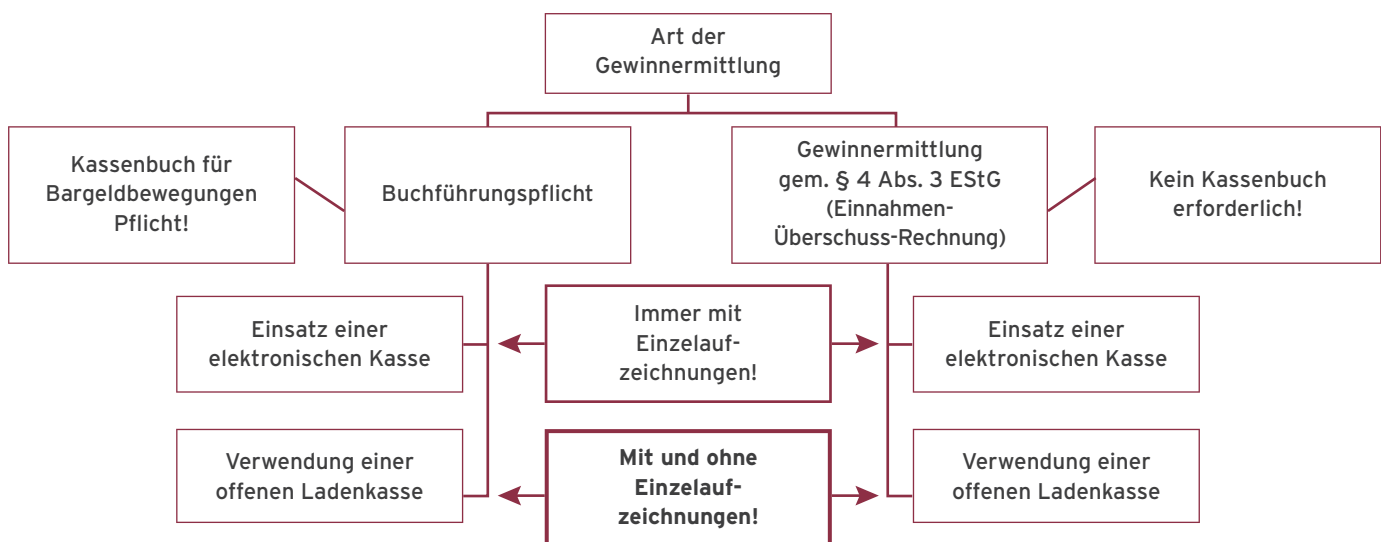 Art der
Gewinnermittlung
Kassenbuch für
Bargeldbewegungen
Pflicht!
Buchführungspflicht
Gewinnermittlung
gem. § 4 Abs. 3 EStG
(Einnahmen-
Überschuss-Rechnung)
Kein Kassenbuch
erforderlich!
Einsatz einer
elektronischen Kasse
Immer mit
Einzelauf-
zeichnungen!
Einsatz einer
elektronischen Kasse
Verwendung einer
offenen Ladenkasse
Mit und ohne
Einzelauf-
zeichnungen!
Verwendung einer
offenen Ladenkasse